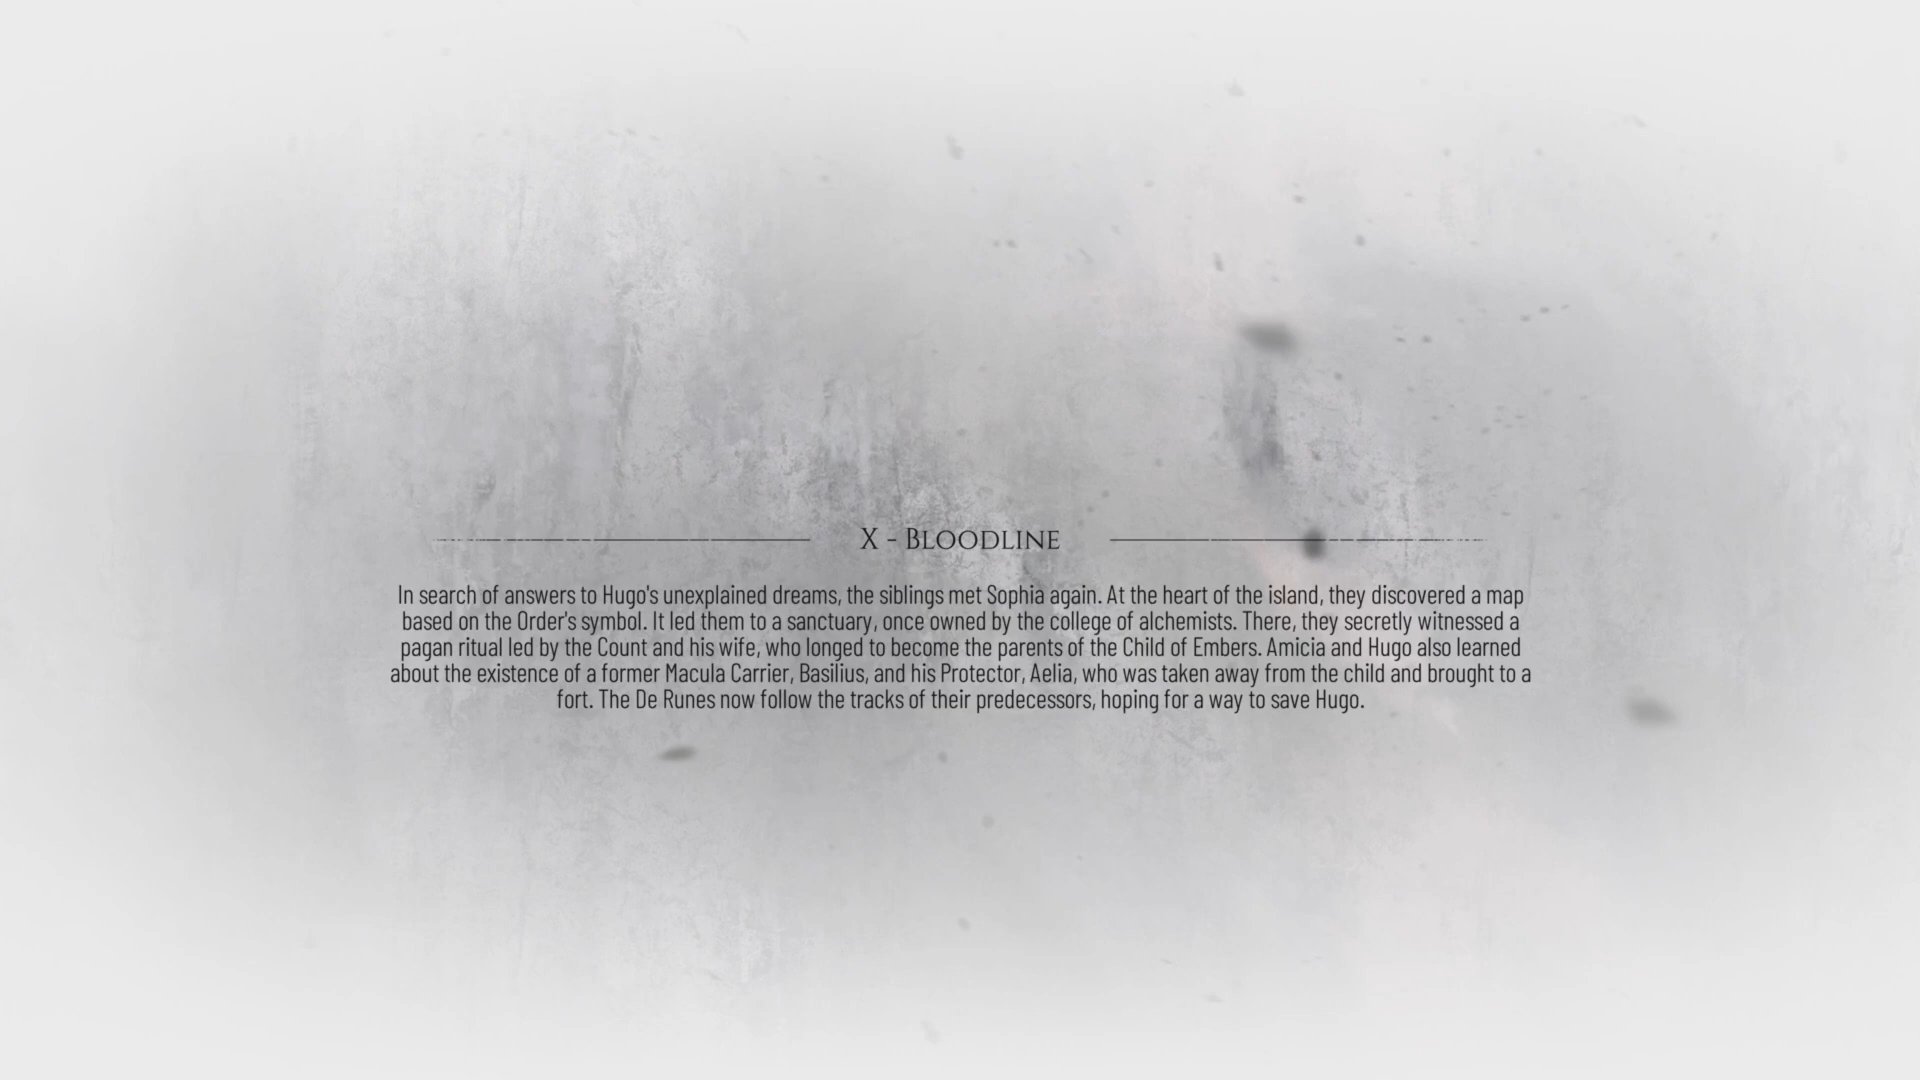 X - Bloodline
In search of answers to Hugo's unexplained dreams, the siblings met Sophia again. At the heart of the island, they discovered a map
based on the Order's symbol. It led them to a sanctuary, once owned by the college of alchemists. There, they secretly witnessed a
pagan ritual led by the Count and his wife, who longed to become the parents of the Child of Embers. Amicia and Hugo also learned
about the existence of a former Macula Carrier, Basilius, and his Protector, Aelia, who was taken away from the child and brought to a
fort. The De Runes now follow the tracks of their predecessors, hoping for a way to save Hugo.